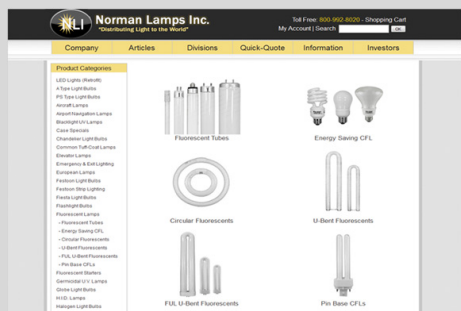 NLI
Norman Lamps Inc.
"Distributing Light to the World"
Toll Free: 800-992-8020 - Shopping Cart
My Account | Search
OK
Company
Articles
Divisions
Quick-Quote
Information
Investors
Product Categories
LED Lights (Retrofit)
A Type Light Bulbs
PS Type Light Bulbs
Aircraft Lamps
Airport Navigation Lamps
Blacklight UV Lamps
Case Specials
Chandelier Light Bulbs
Common Tuff-Coat Lamps
Elevator Lamps
Emergency & Exit Lighting
European Lamps
Festoon Light Bulbs
Festoon Strip Lighting
Fiesta Light Bulbs
Flashlight Bulbs
Fluorescent Lamps
- Fluorescent Tubes
- Energy Saving CFL
- Circular Fluorescents
- U-Bent Fluorescents
- FUL U-Bent Fluorescents
- Pin Base CFLs
Fluorescent Starters
Germicidal U.V. Lamps
Globe Light Bulbs
H.I.D. Lamps
Halogen Light Bulbs
Fluorescent Tubes
Energy Saving CFL
Circular Fluorescents
U-Bent Fluorescents
FUL U-Bent Fluorescents
Pin Base CFLs